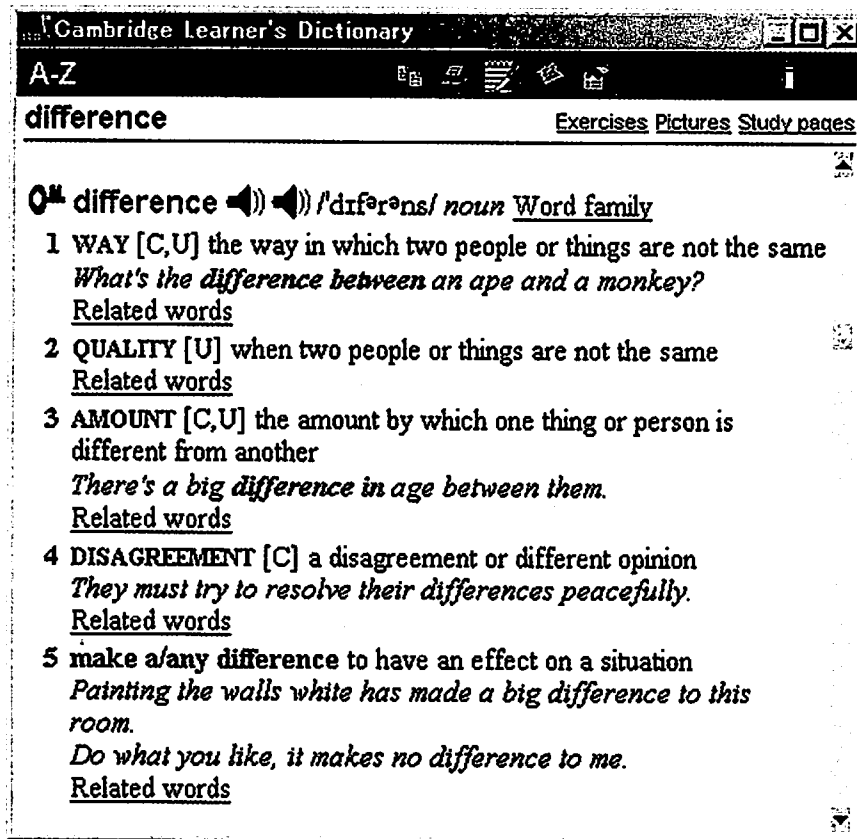 Cambridge Learner's Dictionary
A-Z
difference
Exercises Pictures Study pages
difference /'dɪfᵊrᵊns/ noun Word family
1 WAY [C,U] the way in which two people or things are not the same
What's the difference between an ape and a monkey?
Related words
2 QUALITY [U] when two people or things are not the same
Related words
3 AMOUNT [C,U] the amount by which one thing or person is
different from another
There's a big difference in age between them.
Related words
4 DISAGREEMENT [C] a disagreement or different opinion
They must try to resolve their differences peacefully.
Related words
5 make a/any difference to have an effect on a situation
Painting the walls white has made a big difference to this
room.
Do what you like, it makes no difference to me.
Related words